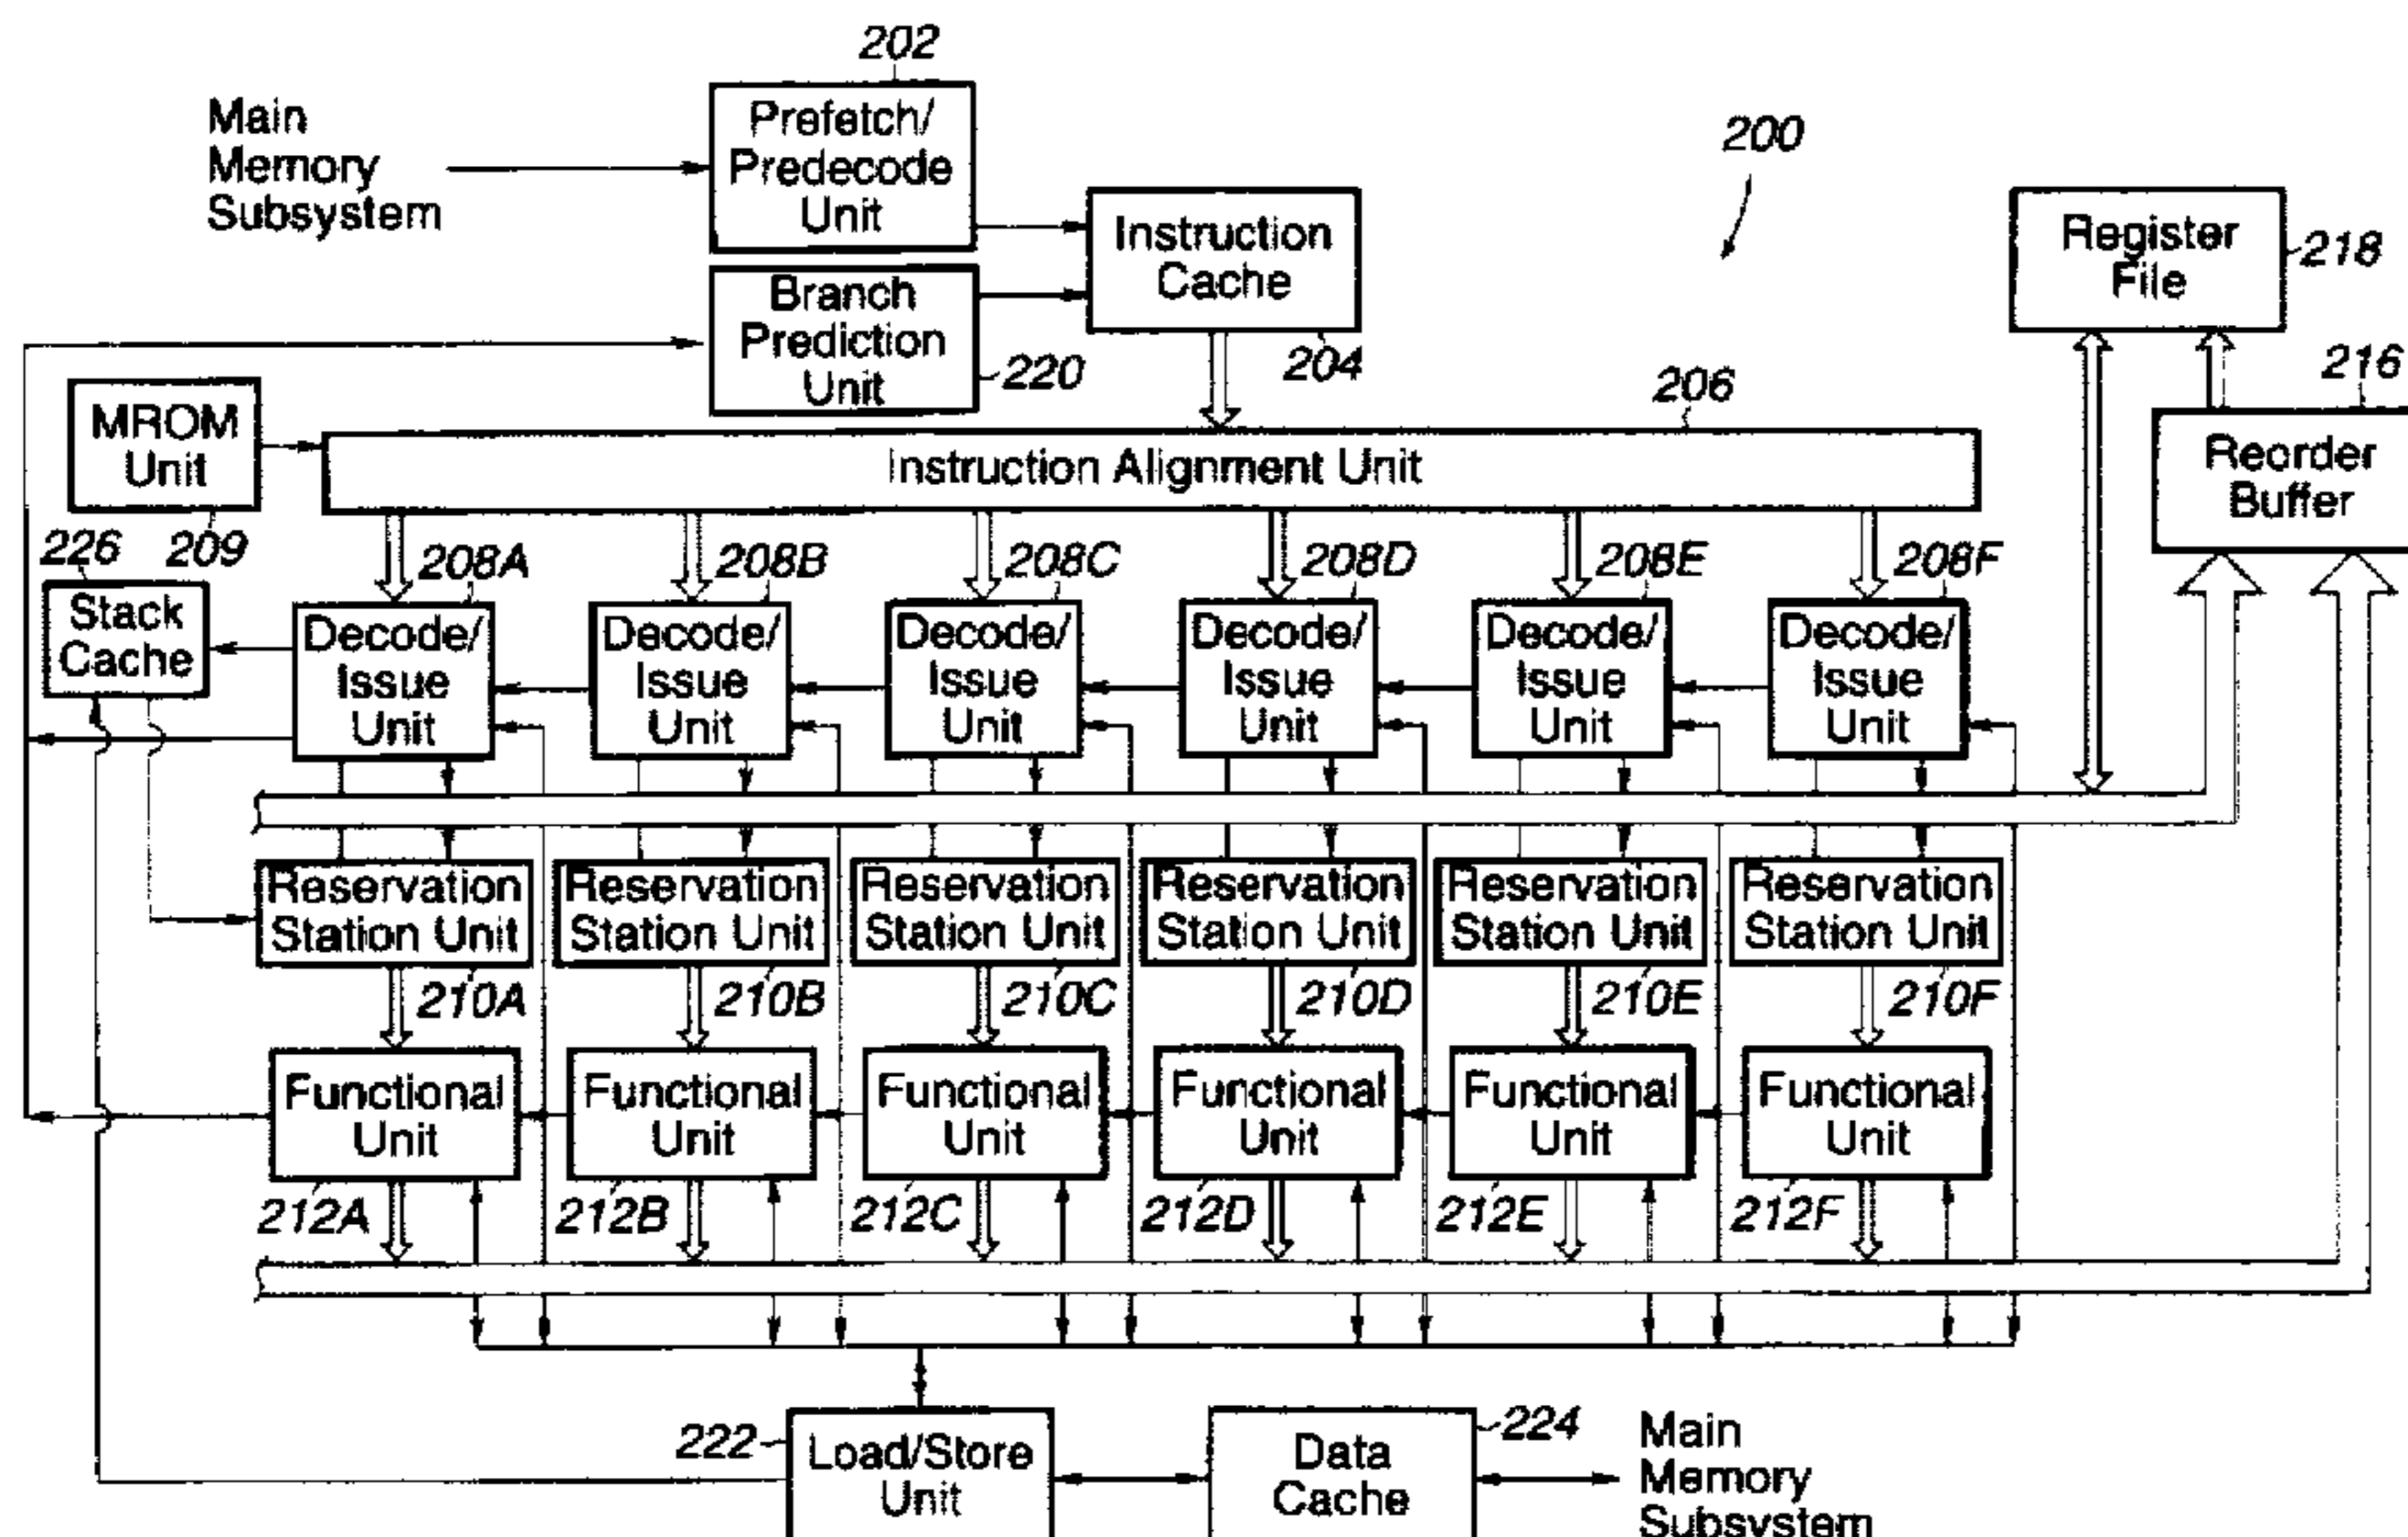 202
Main
Memory
Subsystem
Prefetch/
Predecode
Unit
200
Instruction
Cache
204
Register
File
218
Branch
Prediction
Unit
220
216
Reorder
Buffer
MROM
Unit
209
206
Instruction Alignment Unit
226
Stack
Cache
208A
208B
208C
208D
208E
208F
Decode/
Issue
Unit
Decode/
Issue
Unit
Decode/
Issue
Unit
Decode/
Issue
Unit
Decode/
Issue
Unit
Decode/
Issue
Unit
Reservation
Station Unit
Reservation
Station Unit
Reservation
Station Unit
Reservation
Station Unit
Reservation
Station Unit
Reservation
Station Unit
210A
210B
210C
210D
210E
210F
Functional
Unit
Functional
Unit
Functional
Unit
Functional
Unit
Functional
Unit
Functional
Unit
212A
212B
212C
212D
212E
212F
222
Load/Store
Unit
Data
Cache
224
Main
Memory
Subsystem